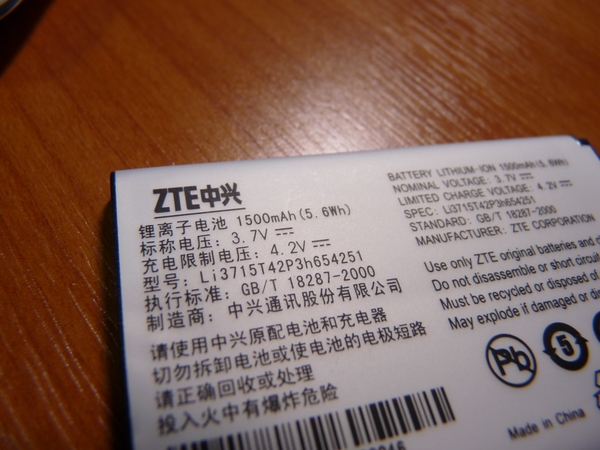 ZTE中兴
锂离子电池 1500mAh(5.6Wh)
标称电压: 3.7V
充电限制电压: 4.2V
型号: Li3715T42P3h654251
执行标准: GB/T 18287-2000
制造商: 中兴通讯股份有限公司
请使用中兴原配电池和充电器
切勿拆卸电池或使电池的电极短路
请正确回收或处理
投入火中有爆炸危险
BATTERY LITHIUM-ION 1500mAh(5.6Wh)
NOMINAL VOLTAGE: 3.7V
LIMITED CHARGE VOLTAGE: 4.2V
SPEC: Li3715T42P3h654251
STANDARD: GB/T 18287-2000
MANUFACTURER: ZTE CORPORATION
Use only ZTE original batteries and
Do not disassemble or short circuit
Must be recycled or disposed
May explode if damaged or
Pb
5
Made in China